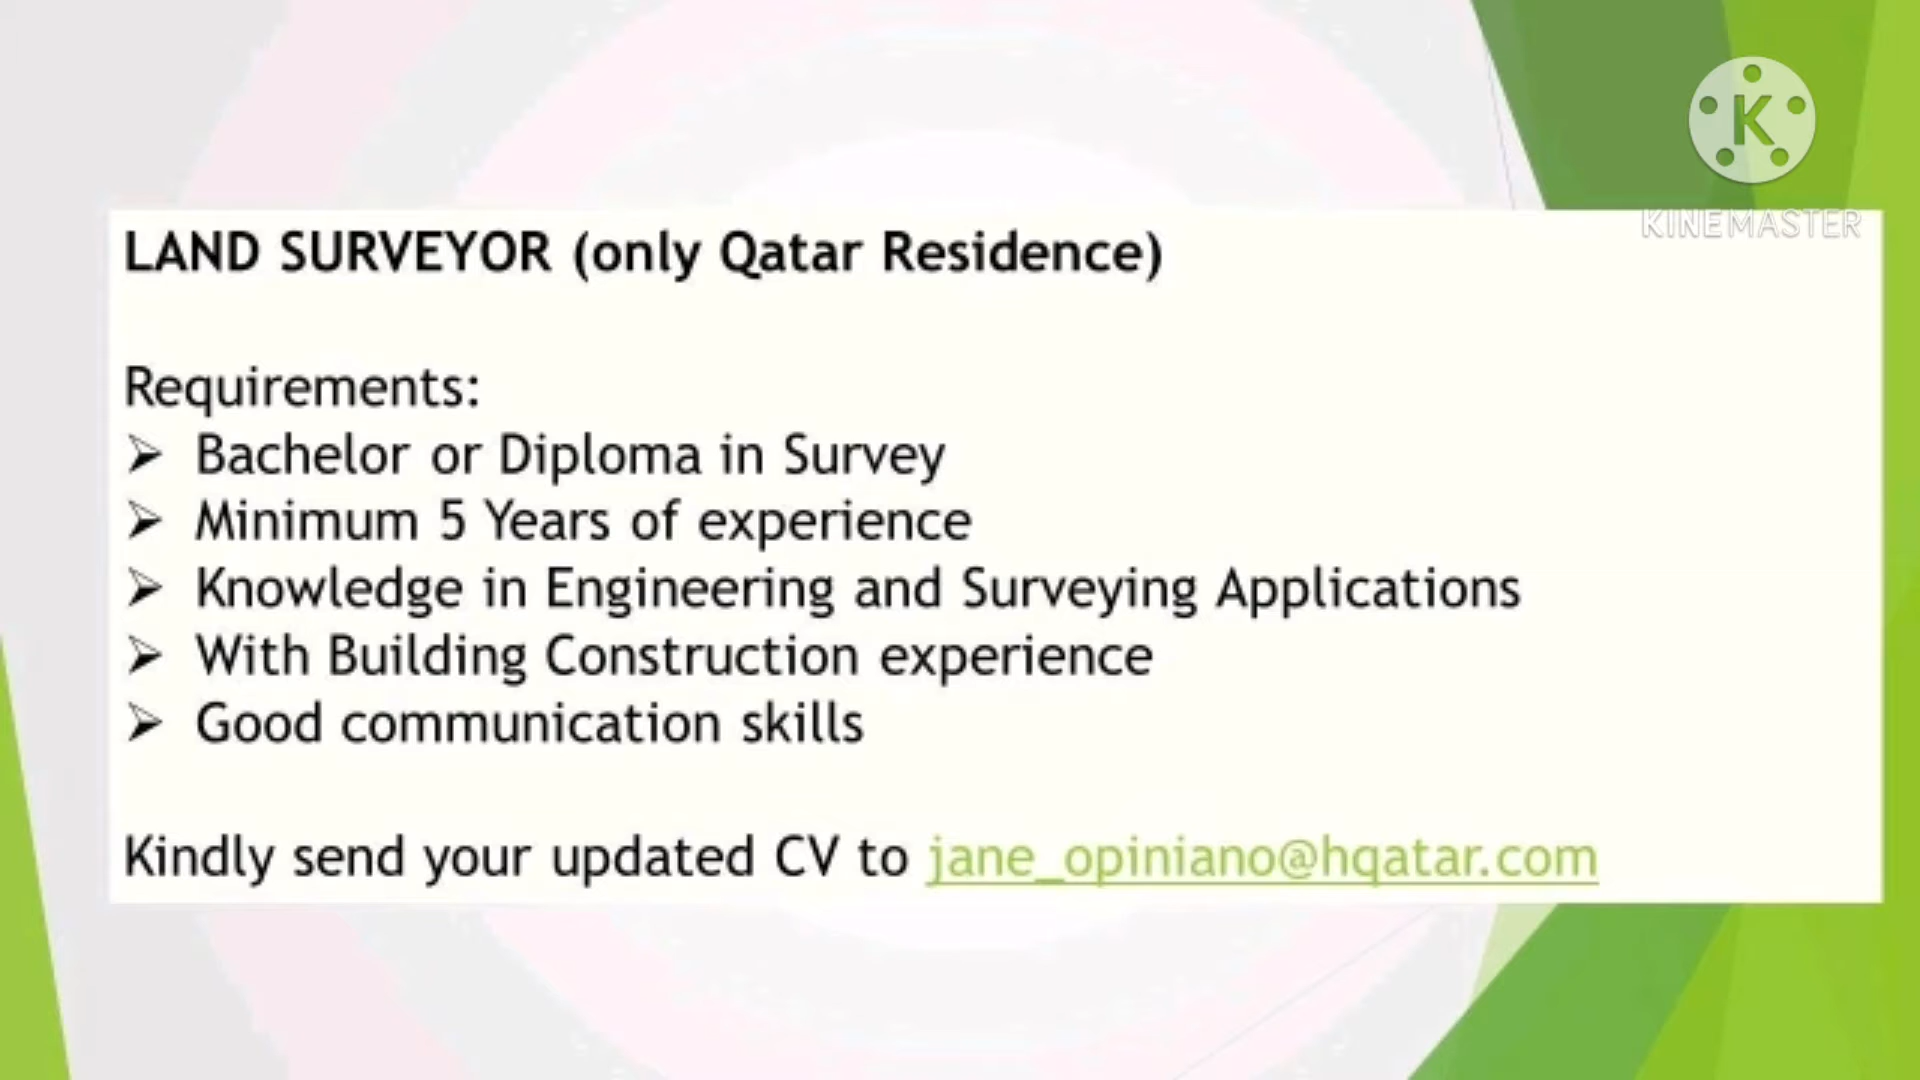 K
KINEMASTER
LAND SURVEYOR (only Qatar Residence)
Requirements:
➢ Bachelor or Diploma in Survey
➢ Minimum 5 Years of experience
➢ Knowledge in Engineering and Surveying Applications
➢ With Building Construction experience
➢ Good communication skills
Kindly send your updated CV to jane_opiniano@hqatar.com